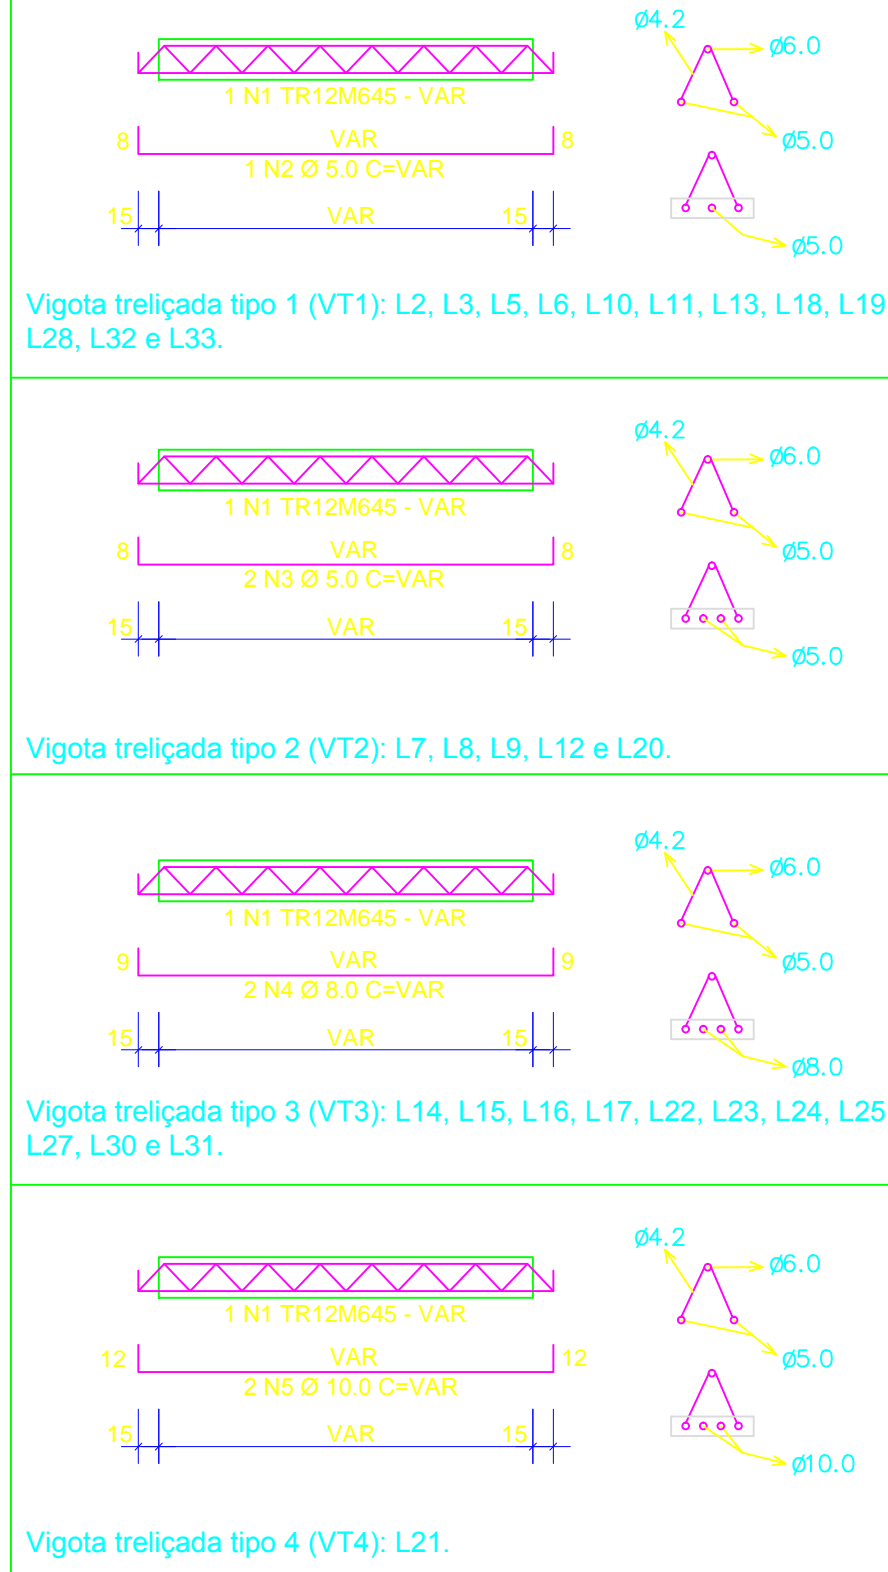 Ø4.2
Ø6.0
1 N1 TR12M645 - VAR
8 VAR 8
Ø5.0
1 N2 Ø 5.0 C=VAR
15 VAR 15
Ø5.0
Vigota treliçada tipo 1 (VT1): L2, L3, L5, L6, L10, L11, L13, L18, L19
L28, L32 e L33.
Ø4.2
Ø6.0
1 N1 TR12M645 - VAR
8 VAR 8
Ø5.0
2 N3 Ø 5.0 C=VAR
15 VAR 15
Ø5.0
Vigota treliçada tipo 2 (VT2): L7, L8, L9, L12 e L20.
Ø4.2
Ø6.0
1 N1 TR12M645 - VAR
9 VAR 9
Ø5.0
2 N4 Ø 8.0 C=VAR
15 VAR 15
Ø8.0
Vigota treliçada tipo 3 (VT3): L14, L15, L16, L17, L22, L23, L24, L25
L27, L30 e L31.
Ø4.2
Ø6.0
1 N1 TR12M645 - VAR
12 VAR 12
Ø5.0
2 N5 Ø 10.0 C=VAR
15 VAR 15
Ø10.0
Vigota treliçada tipo 4 (VT4): L21.